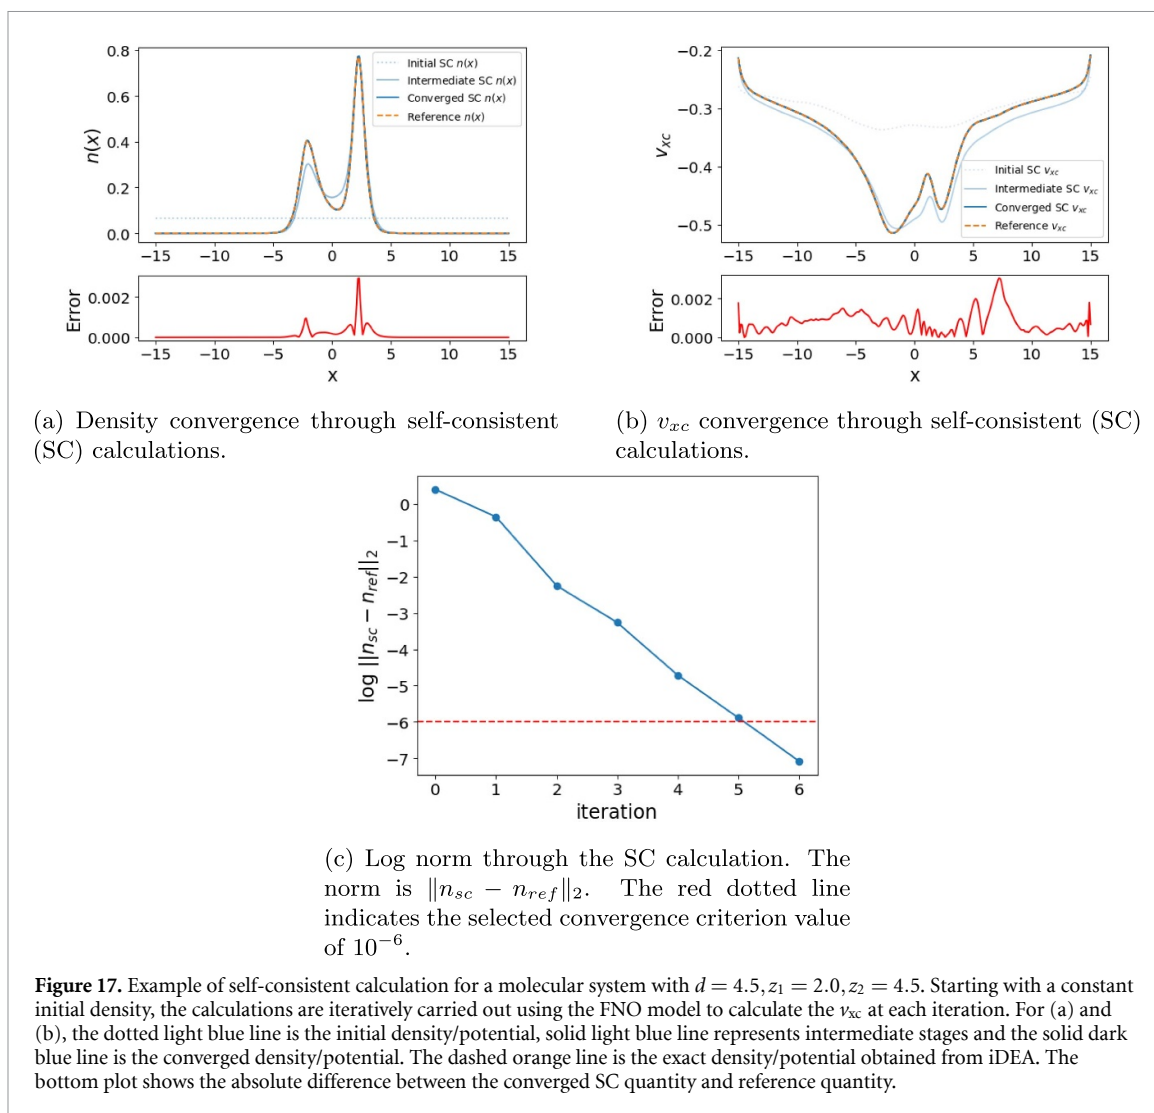 0.8
0.6
0.4
0.2
0.0
n(x)
Initial SC n(x)
Intermediate SC n(x)
Converged SC n(x)
Reference n(x)
−15 −10 −5 0 5 10 15
0.002
0.000
Error
−15 −10 −5 0 5 10 15
x
−0.2
−0.3
−0.4
−0.5
v_xc
Initial SC v_xc
Intermediate SC v_xc
Converged SC v_xc
Reference v_xc
−15 −10 −5 0 5 10 15
0.002
0.000
Error
−15 −10 −5 0 5 10 15
x
(a) Density convergence through self-consistent
(SC) calculations.
(b) v_xc convergence through self-consistent (SC)
calculations.
0
−1
−2
−3
−4
−5
−6
−7
log ||n_sc − n_ref||_2
0 1 2 3 4 5 6
iteration
(c) Log norm through the SC calculation. The
norm is ‖n_sc − n_ref‖_2. The red dotted line
indicates the selected convergence criterion value
of 10^−6.
Figure 17. Example of self-consistent calculation for a molecular system with d = 4.5, z_1 = 2.0, z_2 = 4.5. Starting with a constant
initial density, the calculations are iteratively carried out using the FNO model to calculate the v_xc at each iteration. For (a) and
(b), the dotted light blue line is the initial density/potential, solid light blue line represents intermediate stages and the solid dark
blue line is the converged density/potential. The dashed orange line is the exact density/potential obtained from iDEA. The
bottom plot shows the absolute difference between the converged SC quantity and reference quantity.